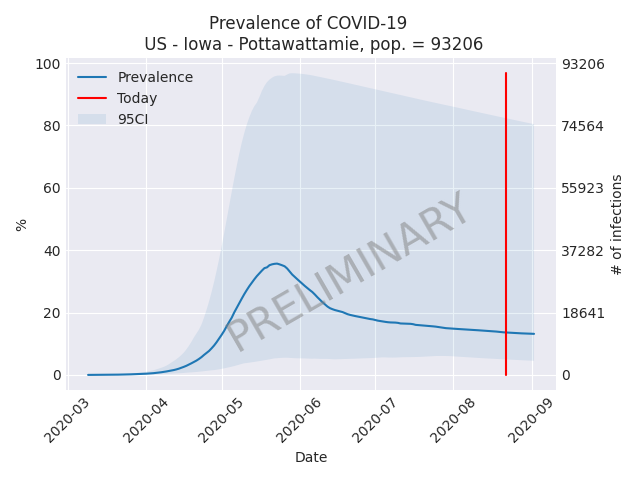 Prevalence of COVID-19
US - Iowa - Pottawattamie, pop. = 93206
Prevalence
Today
95CI
%
100
80
60
40
20
0
93206
74564
55923
37282
18641
0
# of infections
PRELIMINARY
2020-03
2020-04
2020-05
2020-06
2020-07
2020-08
2020-09
Date